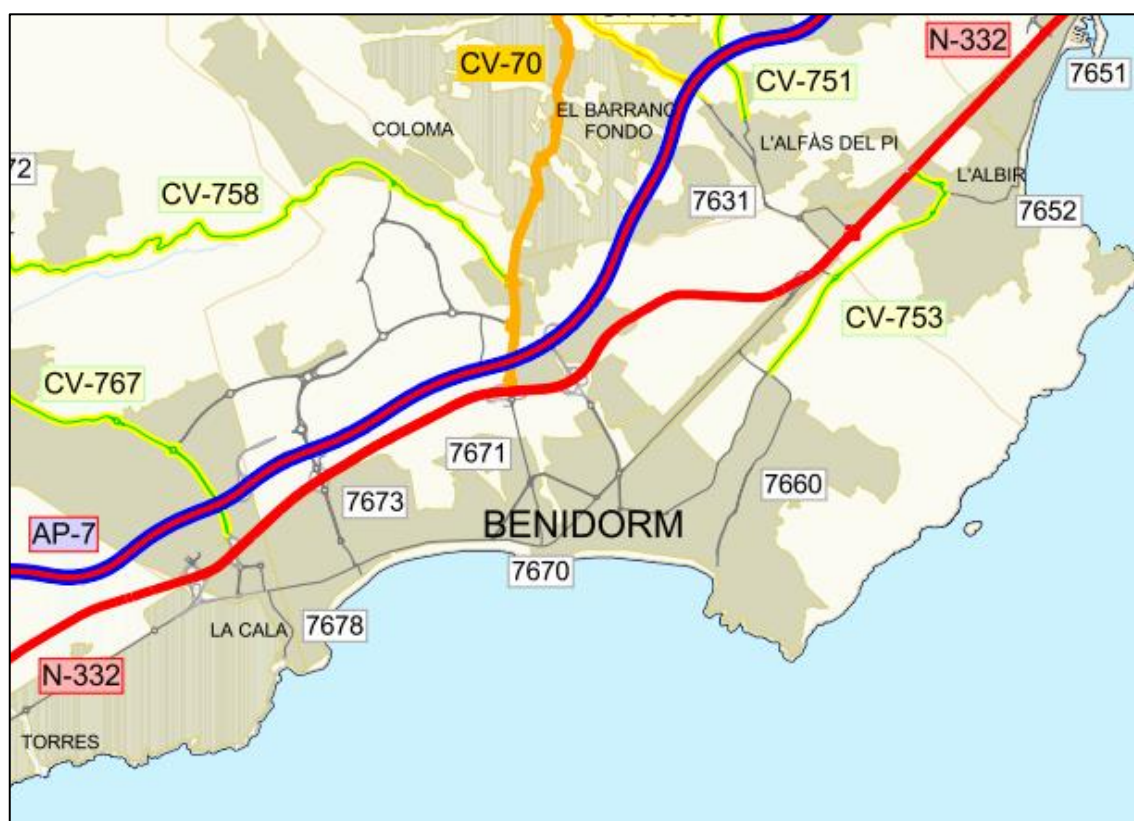 N-332
CV-70
7651
CV-751
EL BARRANC
FONDO
COLOMA
L'ALFÀS DEL PI
72
L'ALBIR
CV-758
7631
7652
CV-753
CV-767
7671
7673
7660
BENIDORM
AP-7
7670
LA CALA
7678
N-332
TORRES